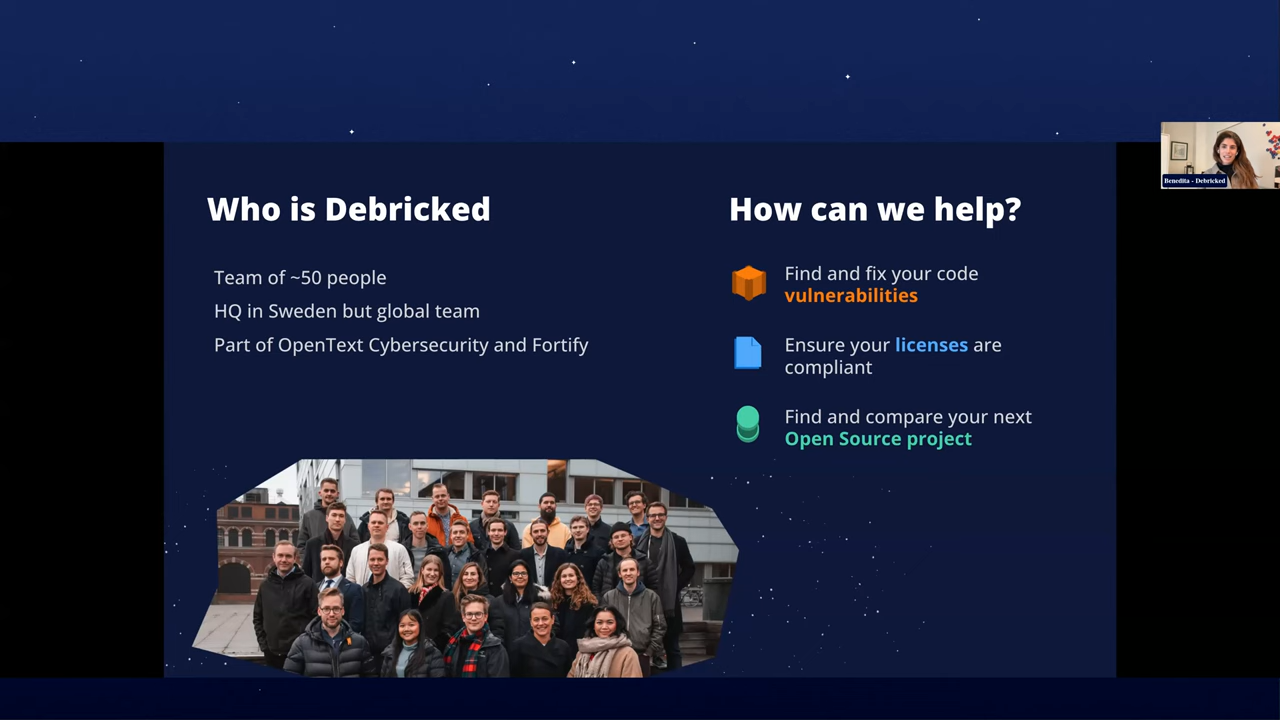 Who is Debricked
Team of ~50 people
HQ in Sweden but global team
Part of OpenText Cybersecurity and Fortify
How can we help?
Find and fix your code
vulnerabilities
Ensure your licenses are
compliant
Find and compare your next
Open Source project
Benedita - Debricked